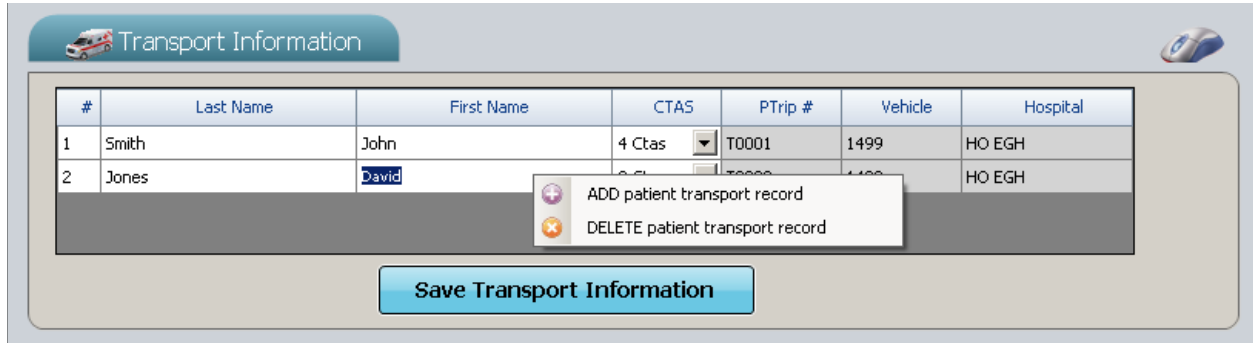 Transport Information
# Last Name First Name CTAS PTrip # Vehicle Hospital
1 Smith John 4 Ctas T0001 1499 HO EGH
2 Jones David HO EGH
ADD patient transport record
DELETE patient transport record
Save Transport Information